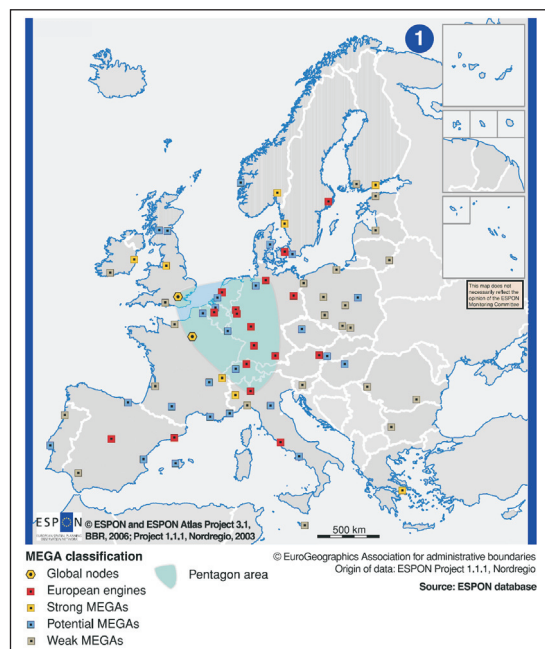 1
This map does not
necessarily reflect the
opinion of the ESPON
Monitoring Committee
ESPON
© ESPON and ESPON Atlas Project 3.1,
BBR, 2006; Project 1.1.1, Nordregio, 2003
500 km
MEGA classification
Global nodes
European engines
Strong MEGAs
Potential MEGAs
Weak MEGAs
Pentagon area
© EuroGeographics Association for administrative boundaries
Origin of data: ESPON Project 1.1.1, Nordregio
Source: ESPON database